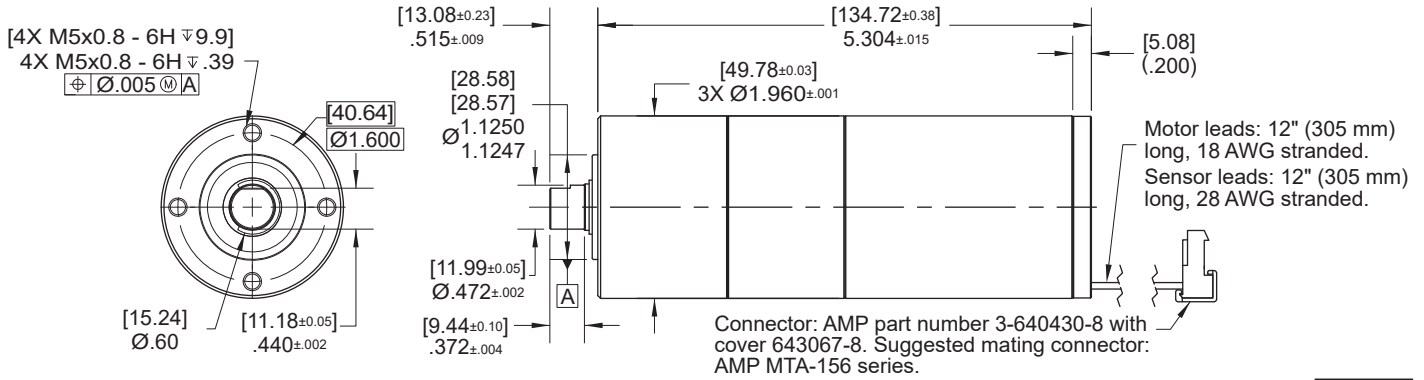 [4X M5x0.8 - 6H ↧9.9]
4X M5x0.8 - 6H ↧.39
⌖ Ø.005 Ⓜ A
[40.64]
Ø1.600
[15.24]
Ø.60
[11.18±0.05]
.440±.002
[13.08±0.23]
.515±.009
[134.72±0.38]
5.304±.015
[5.08]
(.200)
[28.58]
[28.57]
Ø1.1250
1.1247
[49.78±0.03]
3X Ø1.960±.001
Motor leads: 12" (305 mm)
long, 18 AWG stranded.
Sensor leads: 12" (305 mm)
long, 28 AWG stranded.
[11.99±0.05]
Ø.472±.002
A
[9.44±0.10]
.372±.004
Connector: AMP part number 3-640430-8 with
cover 643067-8. Suggested mating connector:
AMP MTA-156 series.